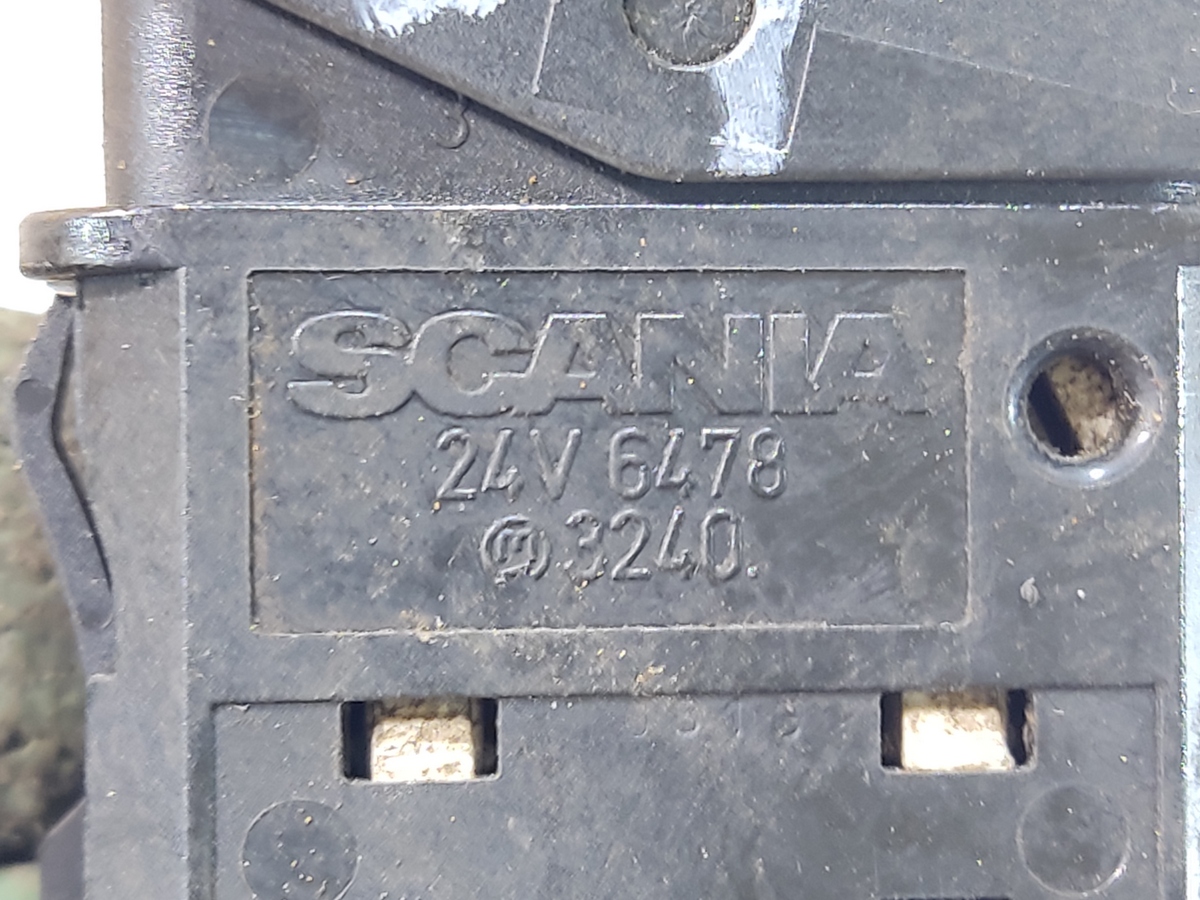 SCANIA
24V 6478
Ⓜ 3240.